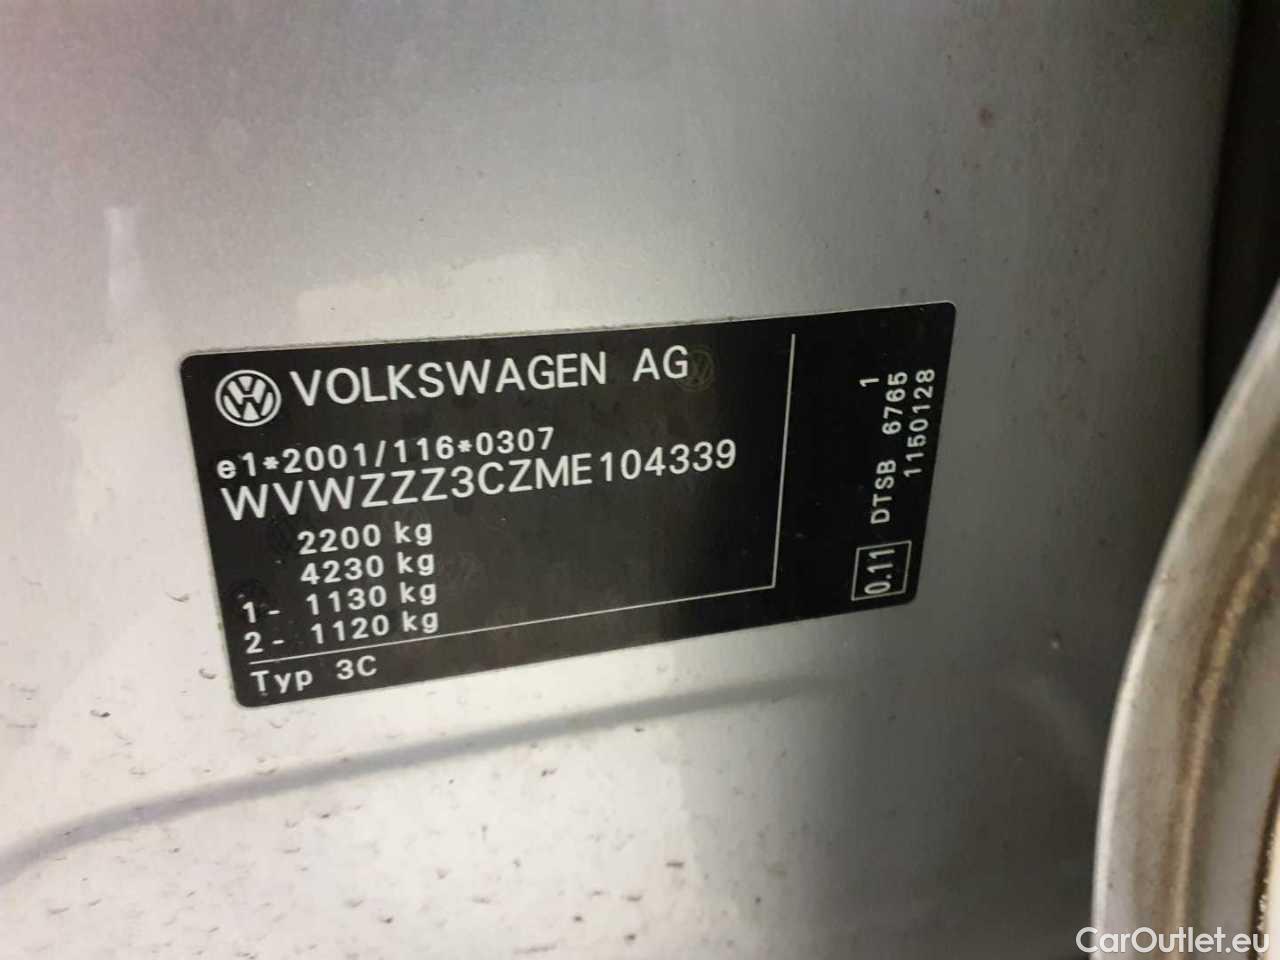 VOLKSWAGEN AG
e1*2001/116*0307
WVWZZZ3CZME104339
2200 kg
4230 kg
1- 1130 kg
2- 1120 kg
Typ 3C
0.11 DTSB 6765 1
1150128
CarOutlet.eu